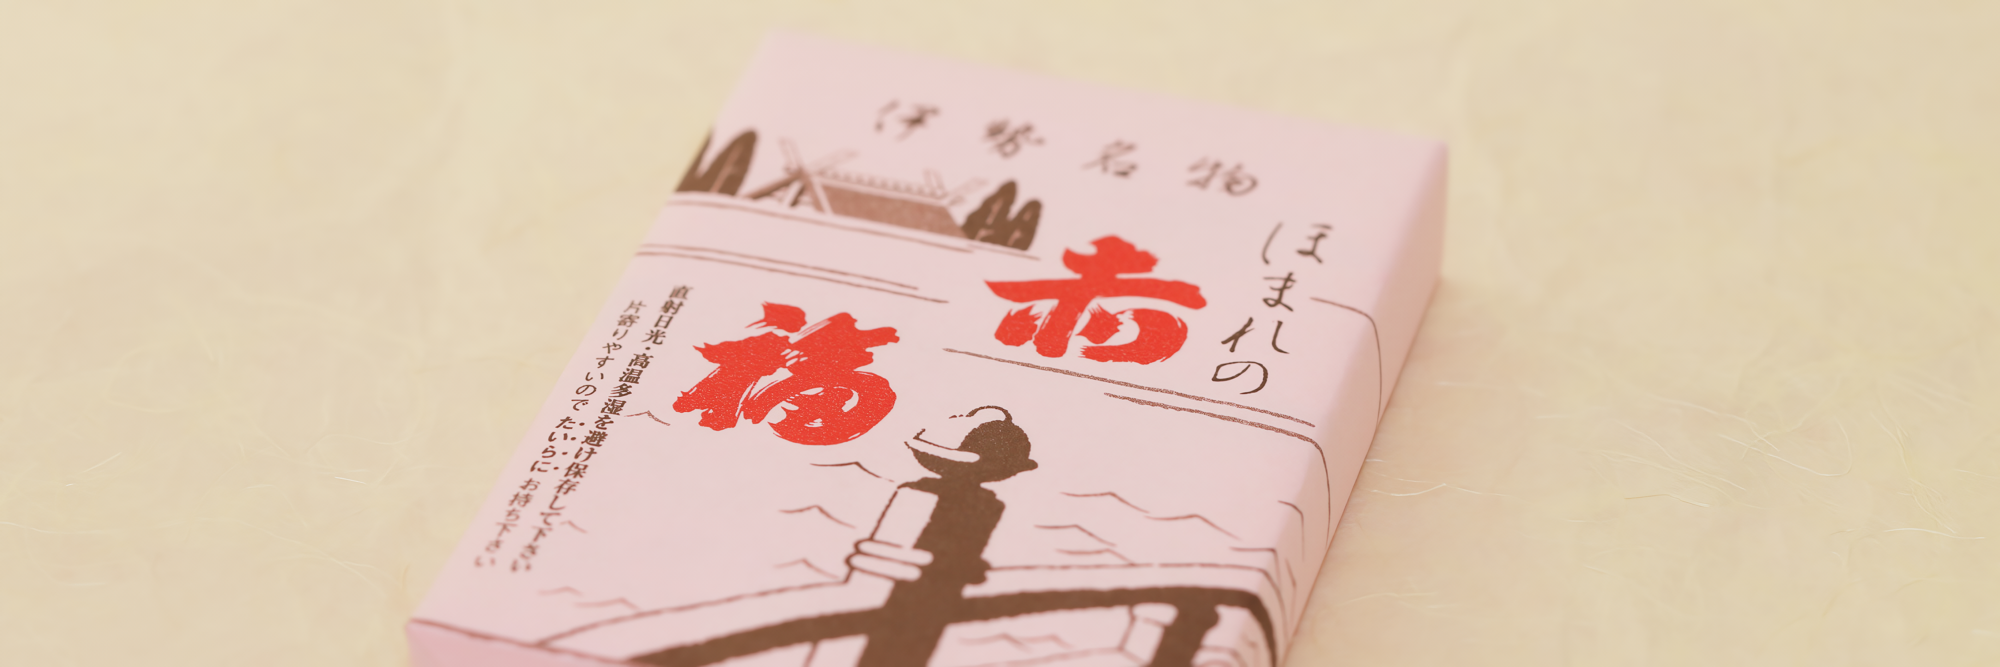 伊勢名物
ほまれの
赤
福
直射日光・高温多湿を避け保存して下さい
片寄りやすいので たいらに お持ち下さい